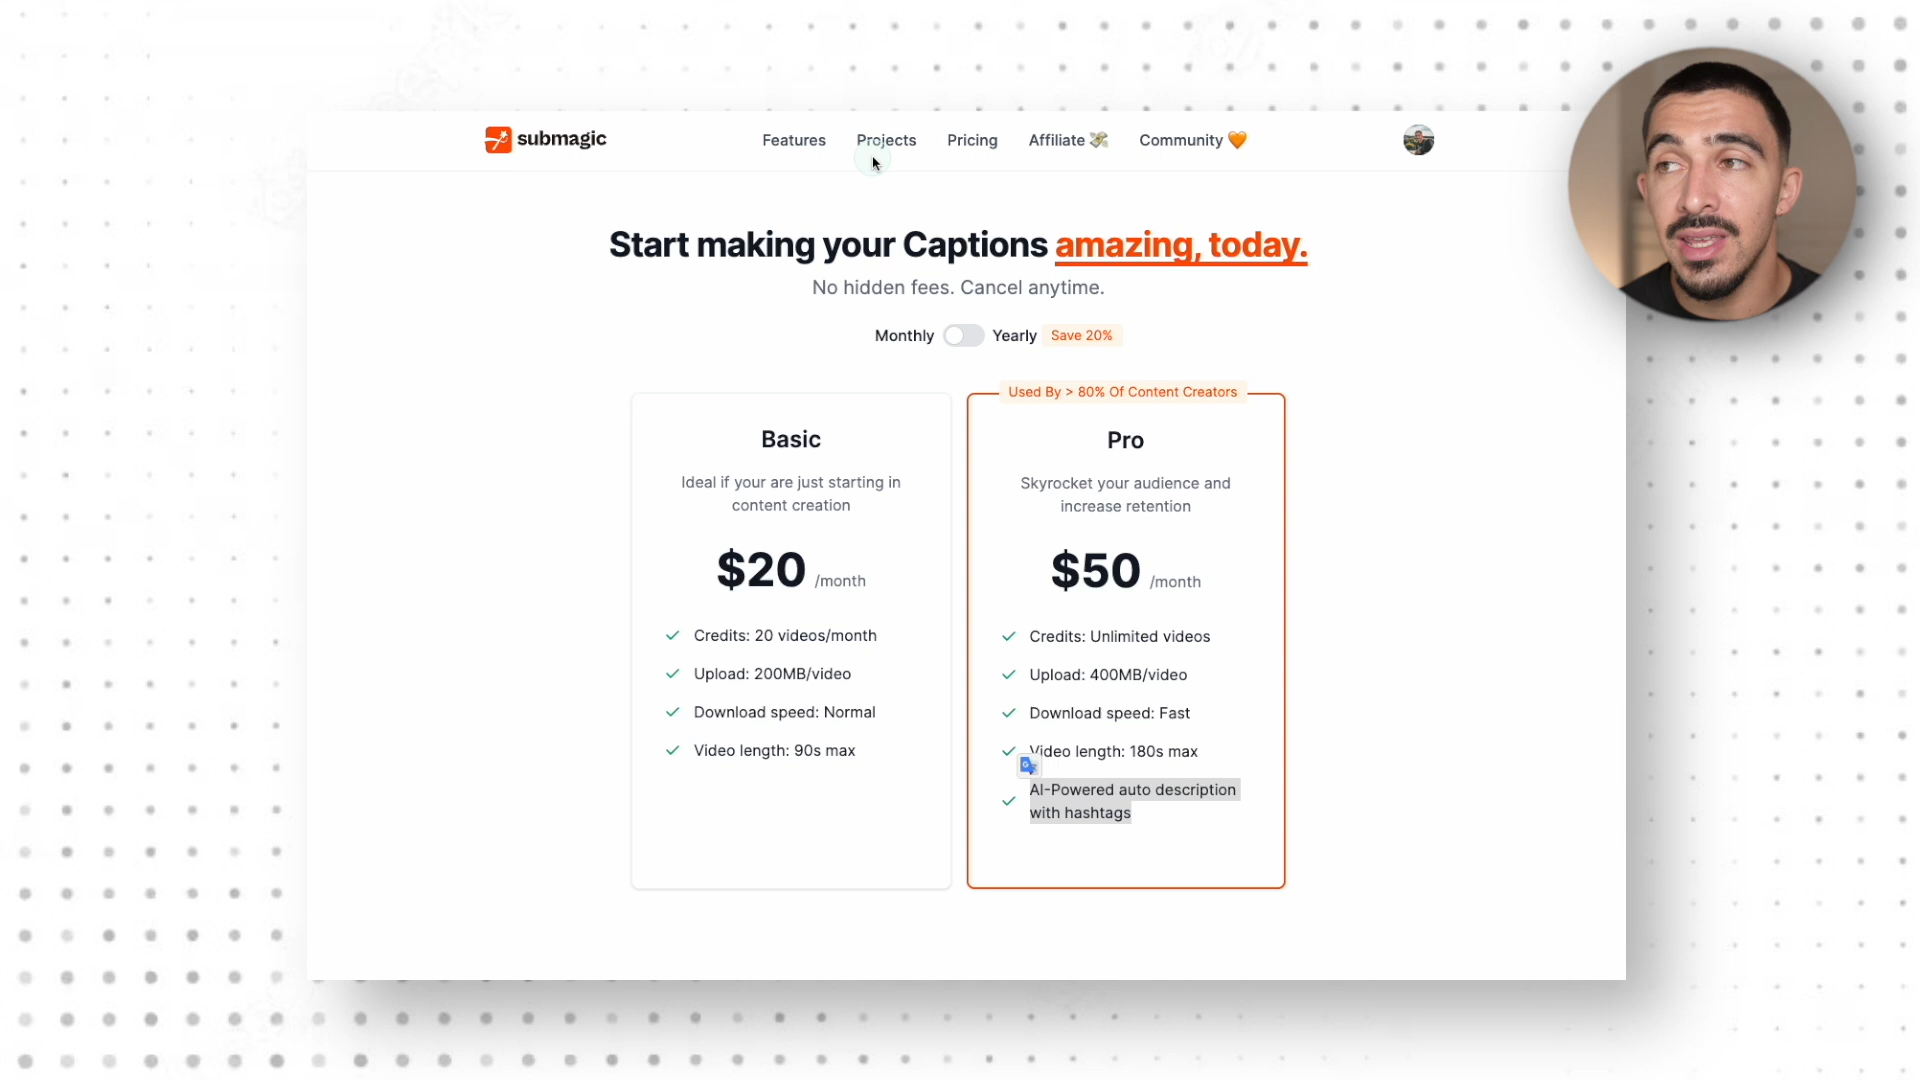 submagic
Features
Projects
Pricing
Affiliate 💸
Community 🧡
Start making your Captions amazing, today.
No hidden fees. Cancel anytime.
Monthly
Yearly
Save 20%
Basic
Ideal if your are just starting in
content creation
$20 /month
Credits: 20 videos/month
Upload: 200MB/video
Download speed: Normal
Video length: 90s max
Used By > 80% Of Content Creators
Pro
Skyrocket your audience and
increase retention
$50 /month
Credits: Unlimited videos
Upload: 400MB/video
Download speed: Fast
Video length: 180s max
AI-Powered auto description
with hashtags